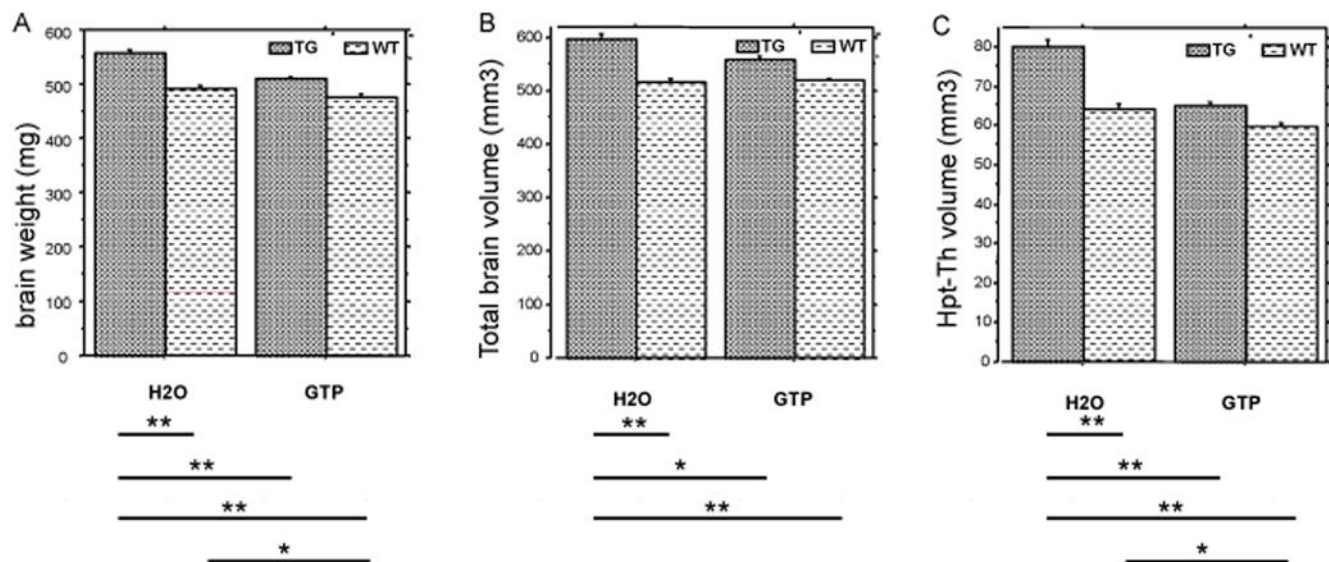 A
brain weight (mg)
600
500
400
300
200
100
0
TG WT
H2O GTP
**
**
**
*
B
Total brain volume (mm3)
600
500
400
300
200
100
0
TG WT
H2O GTP
**
*
**
C
Hpt-Th volume (mm3)
80
70
60
50
40
30
20
10
0
TG WT
H2O GTP
**
**
**
*